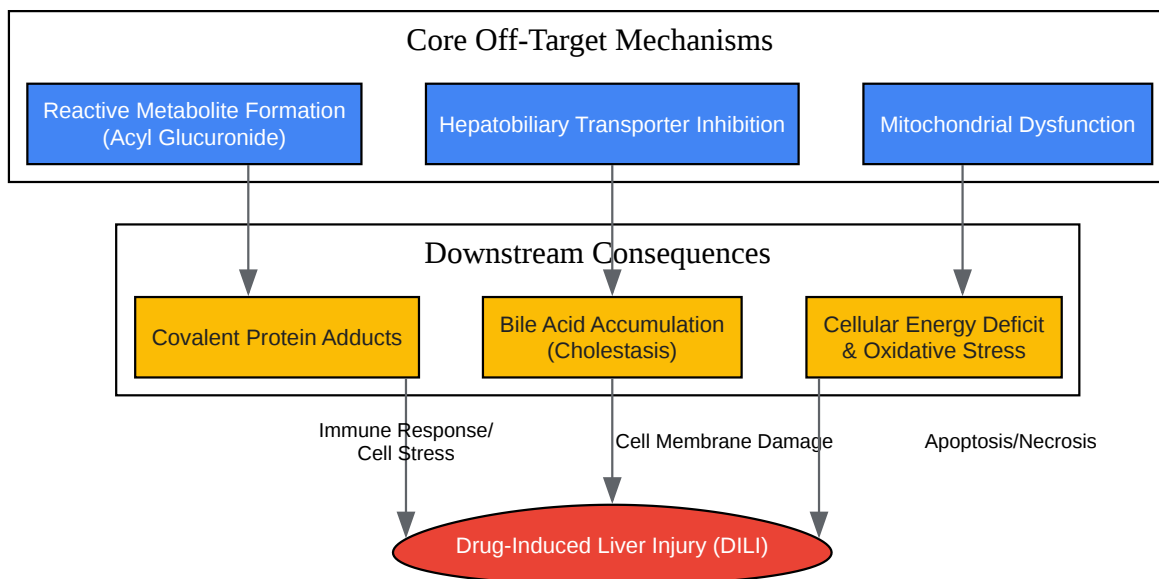 Core Off-Target Mechanisms
Reactive Metabolite Formation
(Acyl Glucuronide)
Hepatobiliary Transporter Inhibition
Mitochondrial Dysfunction
Downstream Consequences
Covalent Protein Adducts
Bile Acid Accumulation
(Cholestasis)
Cellular Energy Deficit
& Oxidative Stress
Immune Response/
Cell Stress
Cell Membrane Damage
Apoptosis/Necrosis
Drug-Induced Liver Injury (DILI)